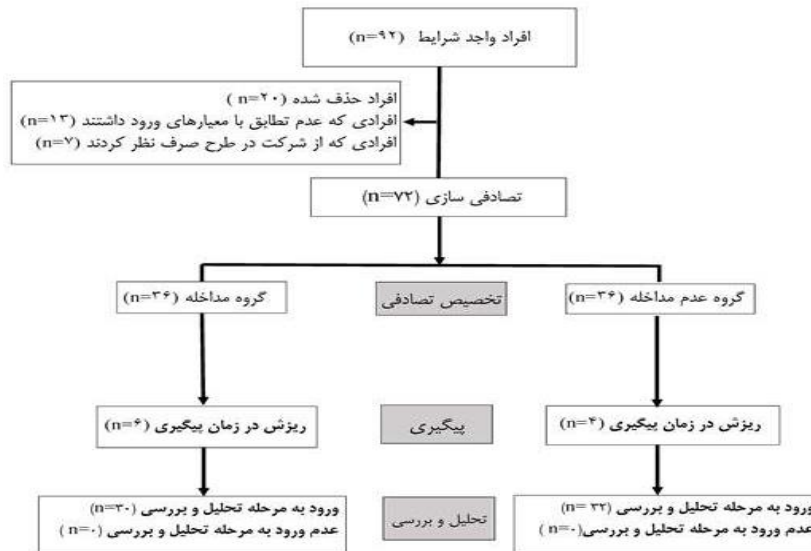 افراد واجد شرایط (n=۹۲)
افراد حذف شده (n=۲۰ )
افرادی که عدم تطابق با معیارهای ورود داشتند (n=۱۳)
افرادی که از شرکت در طرح صرف نظر کردند (n=۷)
تصادفی سازی (n=۷۲)
گروه عدم مداخله (n=۳۶)
تخصیص تصادفی
گروه مداخله (n=۳۶)
ریزش در زمان پیگیری (n=۴)
پیگیری
ریزش در زمان پیگیری (n=۶)
ورود به مرحله تحلیل و بررسی (n= ۳۲)
عدم ورود به مرحله تحلیل و بررسی(n=۰ )
تحلیل و بررسی
ورود به مرحله تحلیل و بررسی (n=۳۰)
عدم ورود به مرحله تحلیل و بررسی (n=۰ )